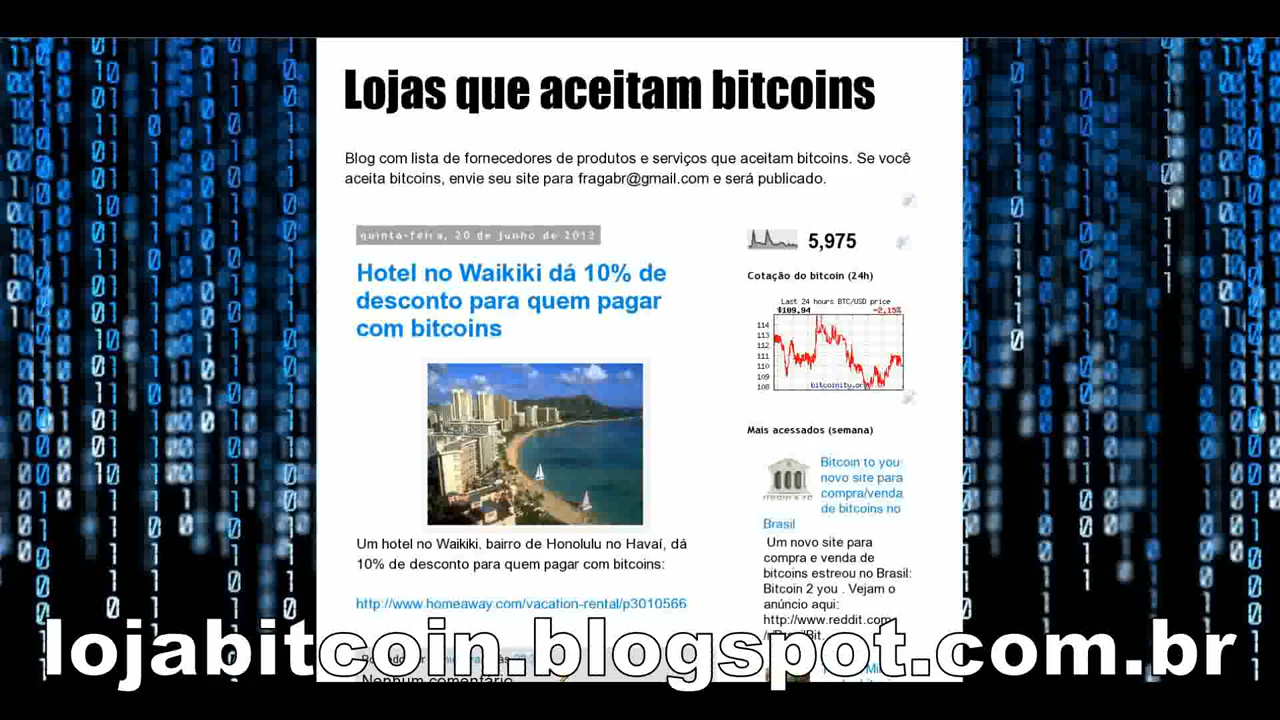 Lojas que aceitam bitcoins
Blog com lista de fornecedores de produtos e serviços que aceitam bitcoins. Se você
aceita bitcoins, envie seu site para fragabr@gmail.com e será publicado.
quinta-feira, 20 de junho de 2013
Hotel no Waikiki dá 10% de
desconto para quem pagar
com bitcoins
Um hotel no Waikiki, bairro de Honolulu no Havaí, dá
10% de desconto para quem pagar com bitcoins:
http://www.homeaway.com/vacation-rental/p3010566
Nenhum comentário
5,975
Cotação do bitcoin (24h)
Last 24 hours BTC/USD price
$109,94 -2,15%
114
113
112
111
110
109
108
bitcoinity.org
Mais acessados (semana)
Bitcoin to you
novo site para
compra/venda
de bitcoins no
Brasil
Um novo site para
compra e venda de
bitcoins estreou no Brasil:
Bitcoin 2 you . Vejam o
anúncio aqui:
http://www.reddit.com
lojabitcoin.blogspot.com.br